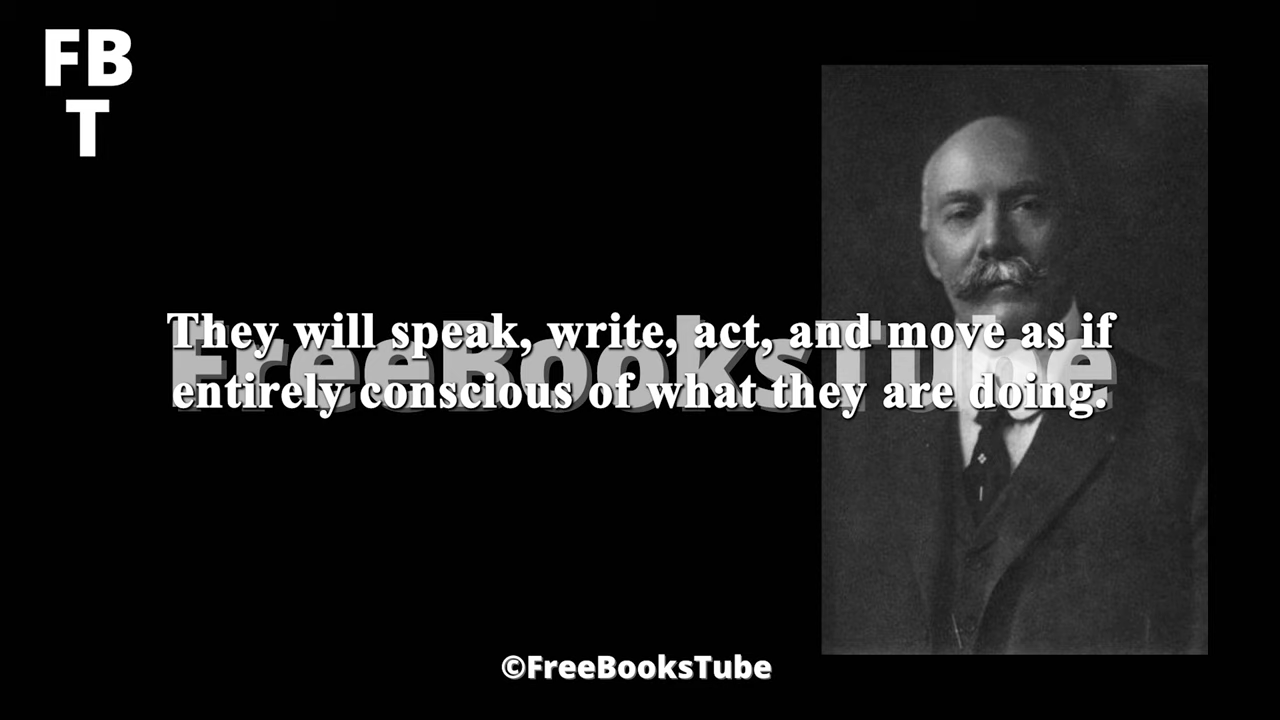 FB
T
They will speak, write, act, and move as if
entirely conscious of what they are doing.
FreeBooksTube
©FreeBooksTube